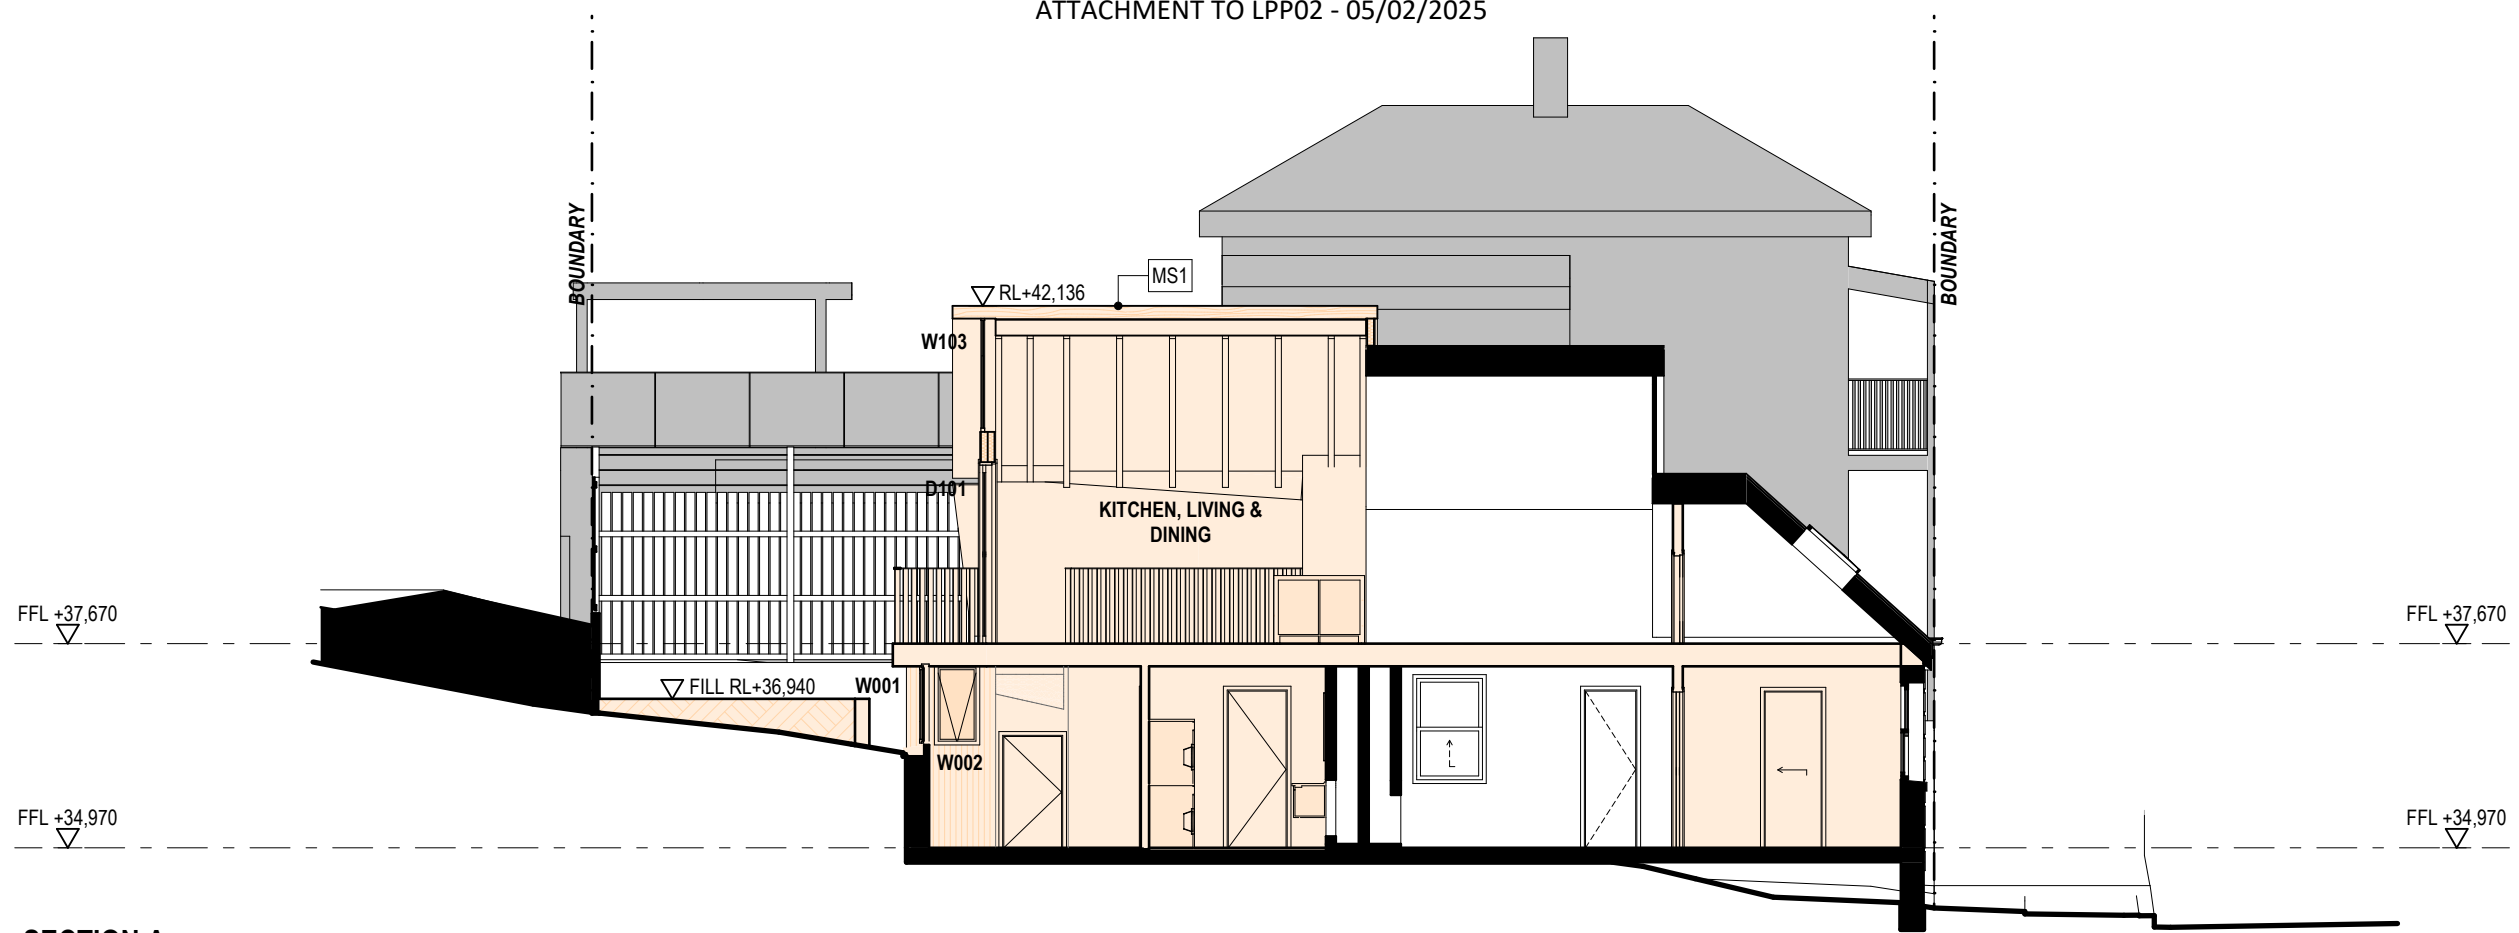 ATTACHMENT TO LPP02 - 05/02/2025
BOUNDARY
BOUNDARY
MS1
RL+42,136
W103
D101
KITCHEN, LIVING &
DINING
FFL +37,670
FFL +37,670
FILL RL+36,940
W001
W002
FFL +34,970
FFL +34,970
SECTION A